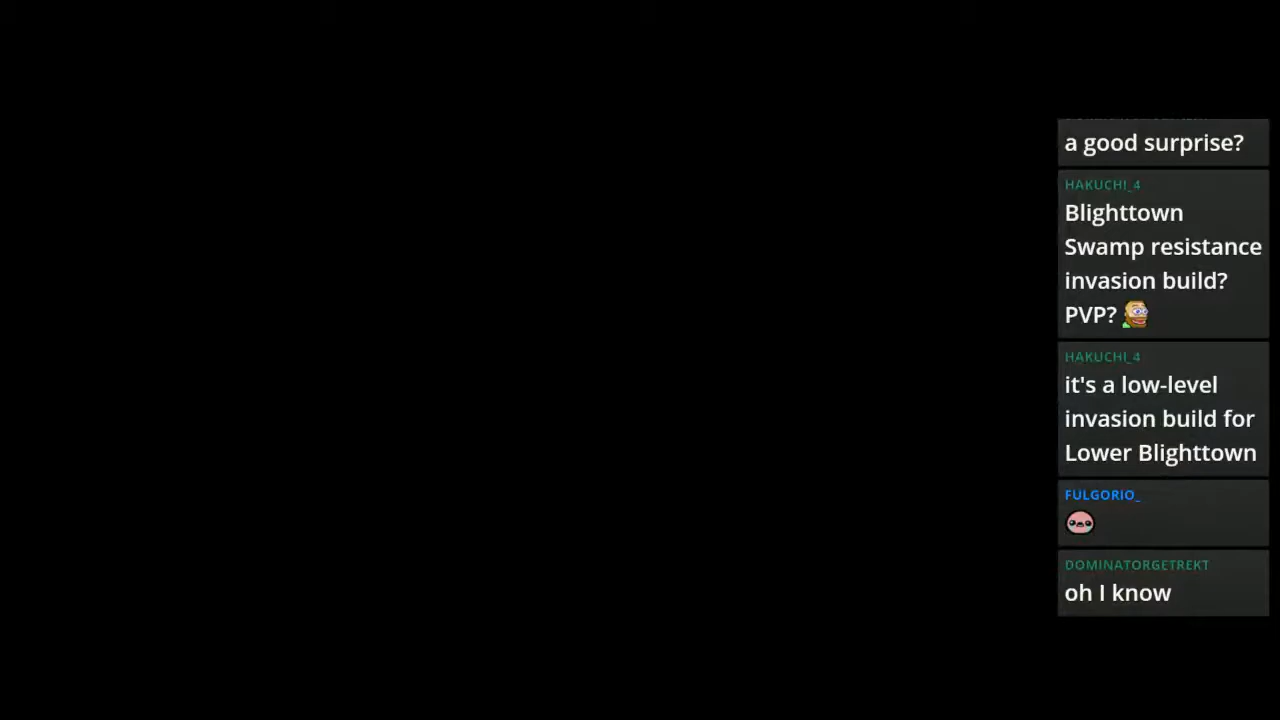 a good surprise?
HAKUCHI_4
Blighttown
Swamp resistance
invasion build?
PVP?
HAKUCHI_4
it's a low-level
invasion build for
Lower Blighttown
FULGORIO_
DOMINATORGETREKT
oh I know